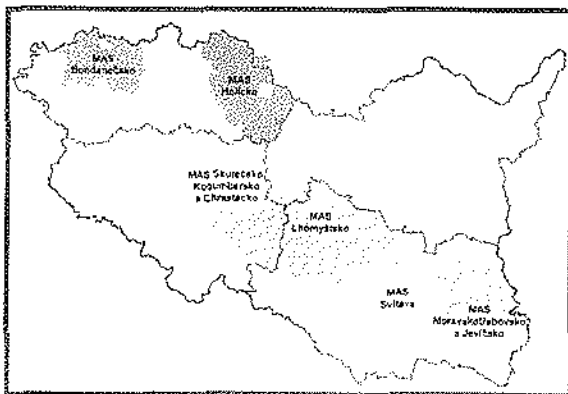 MAS
Bohdanečsko
MAS
Holicko
MAS Skutečsko,
Košumbersko
a Chrastecko
MAS
Litomyšlsko
MAS
Svitava
MAS
Moravskotřebovsko
a Jevíčsko